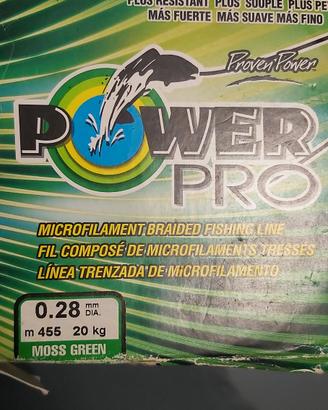 PLUS RÉSISTANT PLUS SOUPLE PLUS
MÁS FUERTE MÁS SUAVE MÁS FINO
Proven Power
POWER
PRO
MICROFILAMENT BRAIDED FISHING LINE
FIL COMPOSÉ DE MICROFILAMENTS TRESSÉS
LÍNEA TRENZADA DE MICROFILAMENTO
0.28 mm DIA.
m 455 20 kg
MOSS GREEN